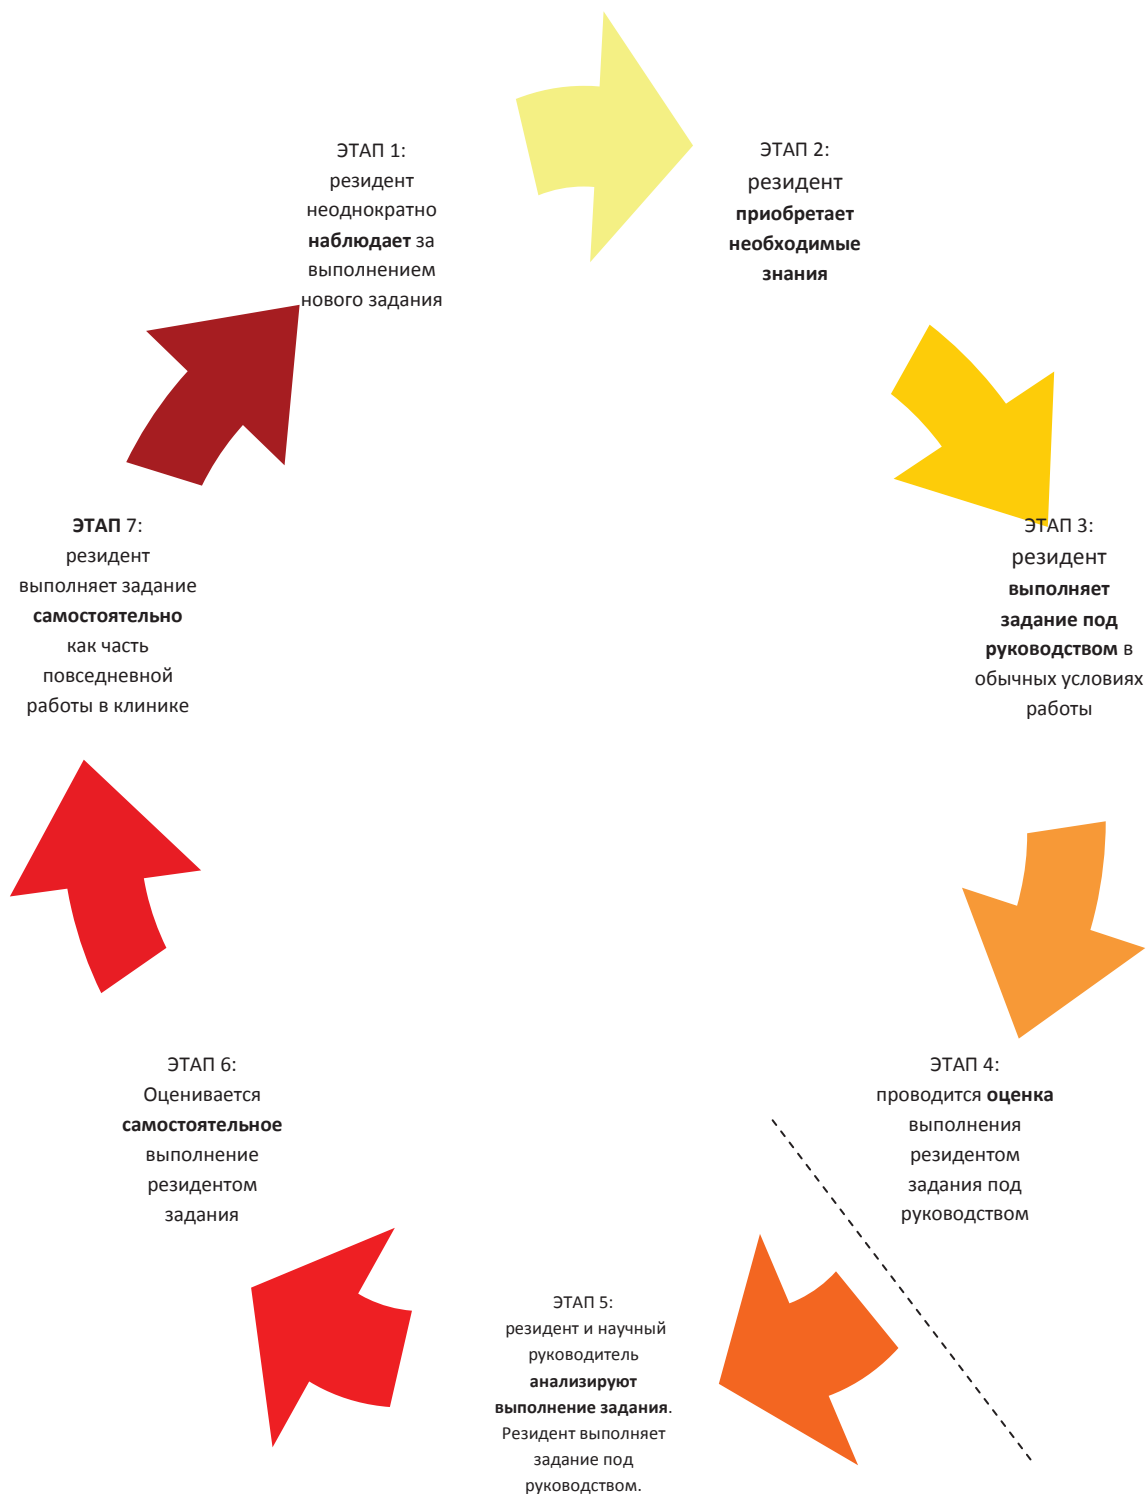 ЭТАП 1:
резидент
неоднократно
наблюдает за
выполнением
нового задания
ЭТАП 2:
резидент
приобретает
необходимые
знания
ЭТАП 3:
резидент
выполняет
задание под
руководством в
обычных условиях
работы
ЭТАП 4:
проводится оценка
выполнения
резидентом
задания под
руководством
ЭТАП 5:
резидент и научный
руководитель
анализируют
выполнение задания.
Резидент выполняет
задание под
руководством.
ЭТАП 6:
Оценивается
самостоятельное
выполнение
резидентом
задания
ЭТАП 7:
резидент
выполняет задание
самостоятельно
как часть
повседневной
работы в клинике